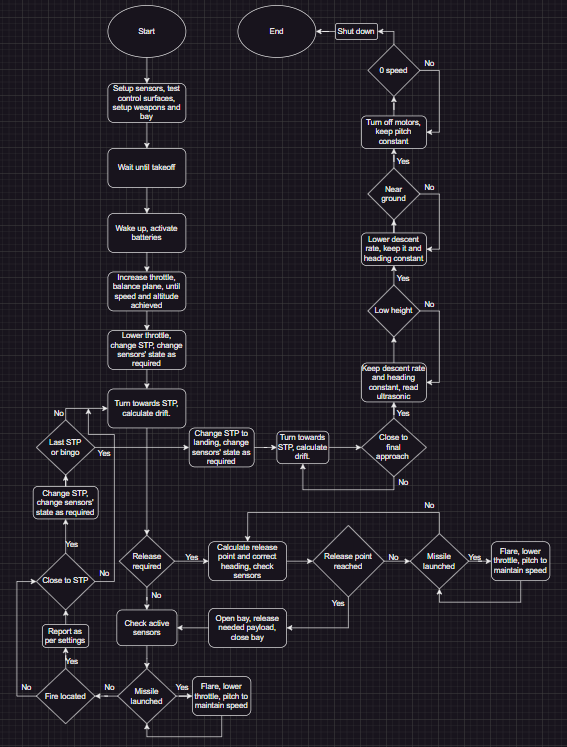 Start
End
Shut down
No
0 speed
Setup sensors, test
control surfaces,
setup weapons and
bay
Turn off motors,
keep pitch
constant
Yes
Wait until takeoff
No
Near
ground
Wake up, activate
batteries
Lower descent
rate, keep it and
heading constant
Yes
Increase throttle,
balance plane, until
speed and altitude
achieved
No
Low height
Lower throttle,
change STP, change
sensors' state as
required
Keep descent rate
and heading
constant, read
ultrasonic
Yes
Turn towards STP,
calculate drift.
No
Last STP
or bingo
Yes
Change STP to
landing, change
sensors' state as
required
Turn towards
STP, calculate
drift.
Close to
final
approach
No
Change STP,
change sensors'
state as required
No
Yes
Close to STP
No
Release
required
Yes
No
Calculate release
point and correct
heading, check
sensors
Release point
reached
No
Yes
Missile
launched
Yes
Flare, lower
throttle, pitch to
maintain speed
Report as
per settings
Check active
sensors
Open bay, release
needed payload,
close bay
Yes
No
Fire located
No
Missile
launched
Yes
Flare, lower
throttle, pitch to
maintain speed